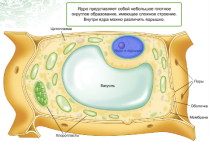 Ядро представляет собой небольшое плотное
округлое образование, имеющее сложное строение.
Внутри ядра можно различить ядрышко.
Цитоплазма
Вакуоль
Поры
Оболочка
Мембрана
Хлоропласты